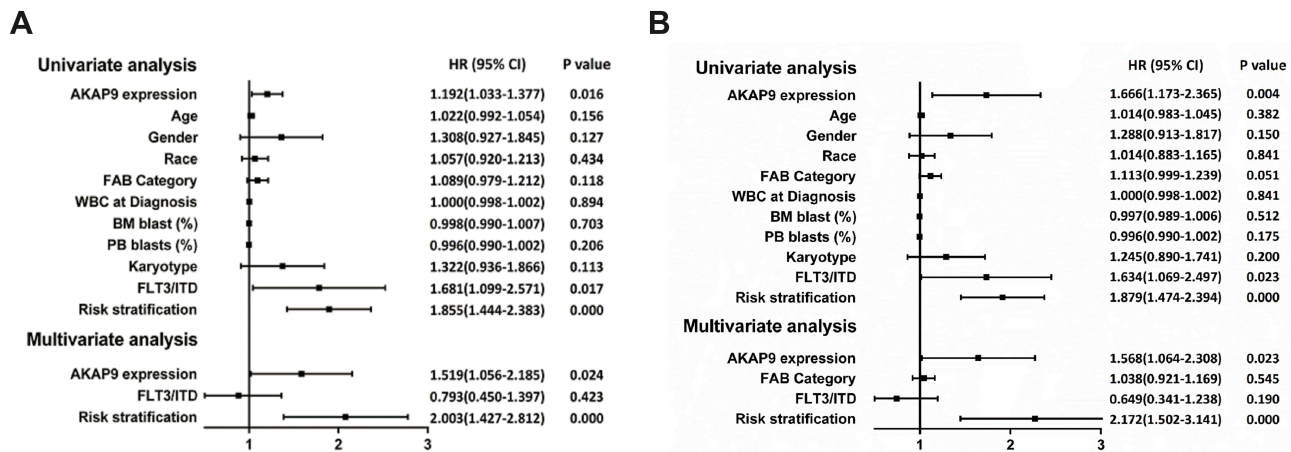 A
Univariate analysis HR (95% CI) P value
AKAP9 expression 1.192(1.033-1.377) 0.016
Age 1.022(0.992-1.054) 0.156
Gender 1.308(0.927-1.845) 0.127
Race 1.057(0.920-1.213) 0.434
FAB Category 1.089(0.979-1.212) 0.118
WBC at Diagnosis 1.000(0.998-1.002) 0.894
BM blast (%) 0.998(0.990-1.007) 0.703
PB blasts (%) 0.996(0.990-1.002) 0.206
Karyotype 1.322(0.936-1.866) 0.113
FLT3/ITD 1.681(1.099-2.571) 0.017
Risk stratification 1.855(1.444-2.383) 0.000
Multivariate analysis
AKAP9 expression 1.519(1.056-2.185) 0.024
FLT3/ITD 0.793(0.450-1.397) 0.423
Risk stratification 2.003(1.427-2.812) 0.000
1 2 3
B
Univariate analysis HR (95% CI) P value
AKAP9 expression 1.666(1.173-2.365) 0.004
Age 1.014(0.983-1.045) 0.382
Gender 1.288(0.913-1.817) 0.150
Race 1.014(0.883-1.165) 0.841
FAB Category 1.113(0.999-1.239) 0.051
WBC at Diagnosis 1.000(0.998-1.002) 0.841
BM blast (%) 0.997(0.989-1.006) 0.512
PB blasts (%) 0.996(0.990-1.002) 0.175
Karyotype 1.245(0.890-1.741) 0.200
FLT3/ITD 1.634(1.069-2.497) 0.023
Risk stratification 1.879(1.474-2.394) 0.000
Multivariate analysis
AKAP9 expression 1.568(1.064-2.308) 0.023
FAB Category 1.038(0.921-1.169) 0.545
FLT3/ITD 0.649(0.341-1.238) 0.190
Risk stratification 2.172(1.502-3.141) 0.000
1 2 3